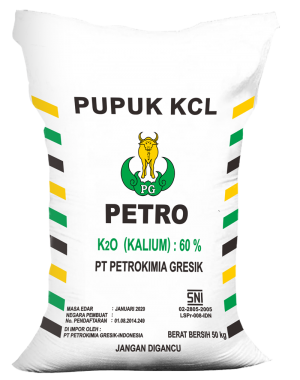 PUPUK KCL
PG
PETRO
K2O (KALIUM) : 60 %
PT PETROKIMIA GRESIK
MASA EDAR : JANUARI 2020
NEGARA PEMBUAT :
No. PENDAFTARAN : 01.08.2014.249
DI IMPOR OLEH :
PT PETROKIMIA GRESIK-INDONESIA
SNI
02-2805-2005
LSPr-008-IDN
BERAT BERSIH 50 kg
JANGAN DIGANCU